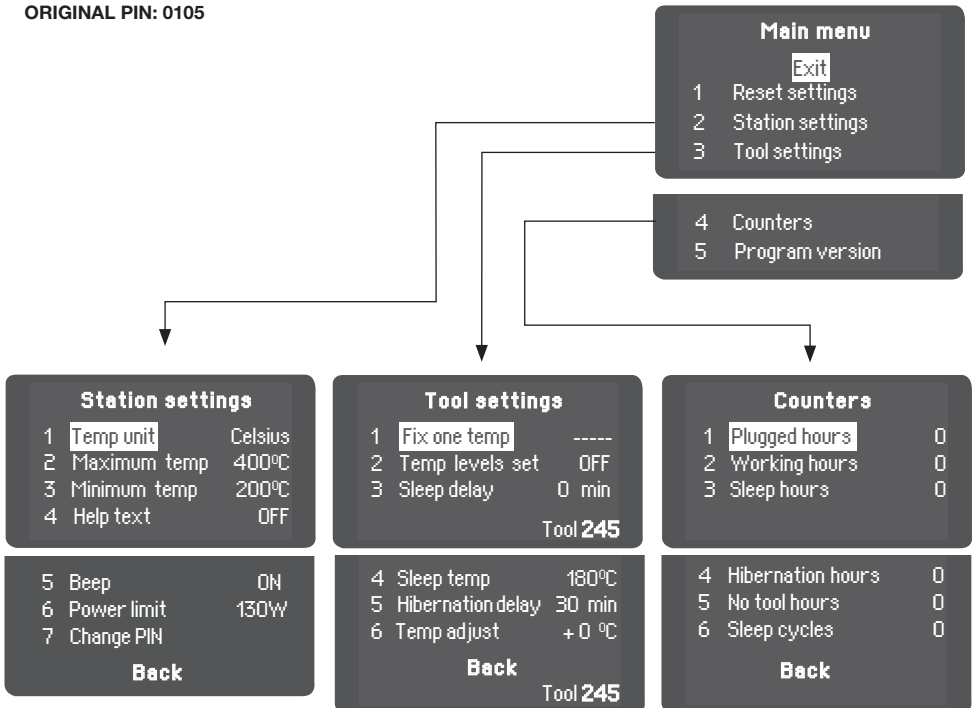 ORIGINAL PIN: 0105
Main menu
Exit
1 Reset settings
2 Station settings
3 Tool settings
4 Counters
5 Program version
Station settings
1 Temp unit Celsius
2 Maximum temp 400ºC
3 Minimum temp 200ºC
4 Help text OFF
5 Beep ON
6 Power limit 130W
7 Change PIN
Back
Tool settings
1 Fix one temp -----
2 Temp levels set OFF
3 Sleep delay 0 min
Tool 245
4 Sleep temp 180ºC
5 Hibernation delay 30 min
6 Temp adjust +0 ºC
Back
Tool 245
Counters
1 Plugged hours 0
2 Working hours 0
3 Sleep hours 0
4 Hibernation hours 0
5 No tool hours 0
6 Sleep cycles 0
Back